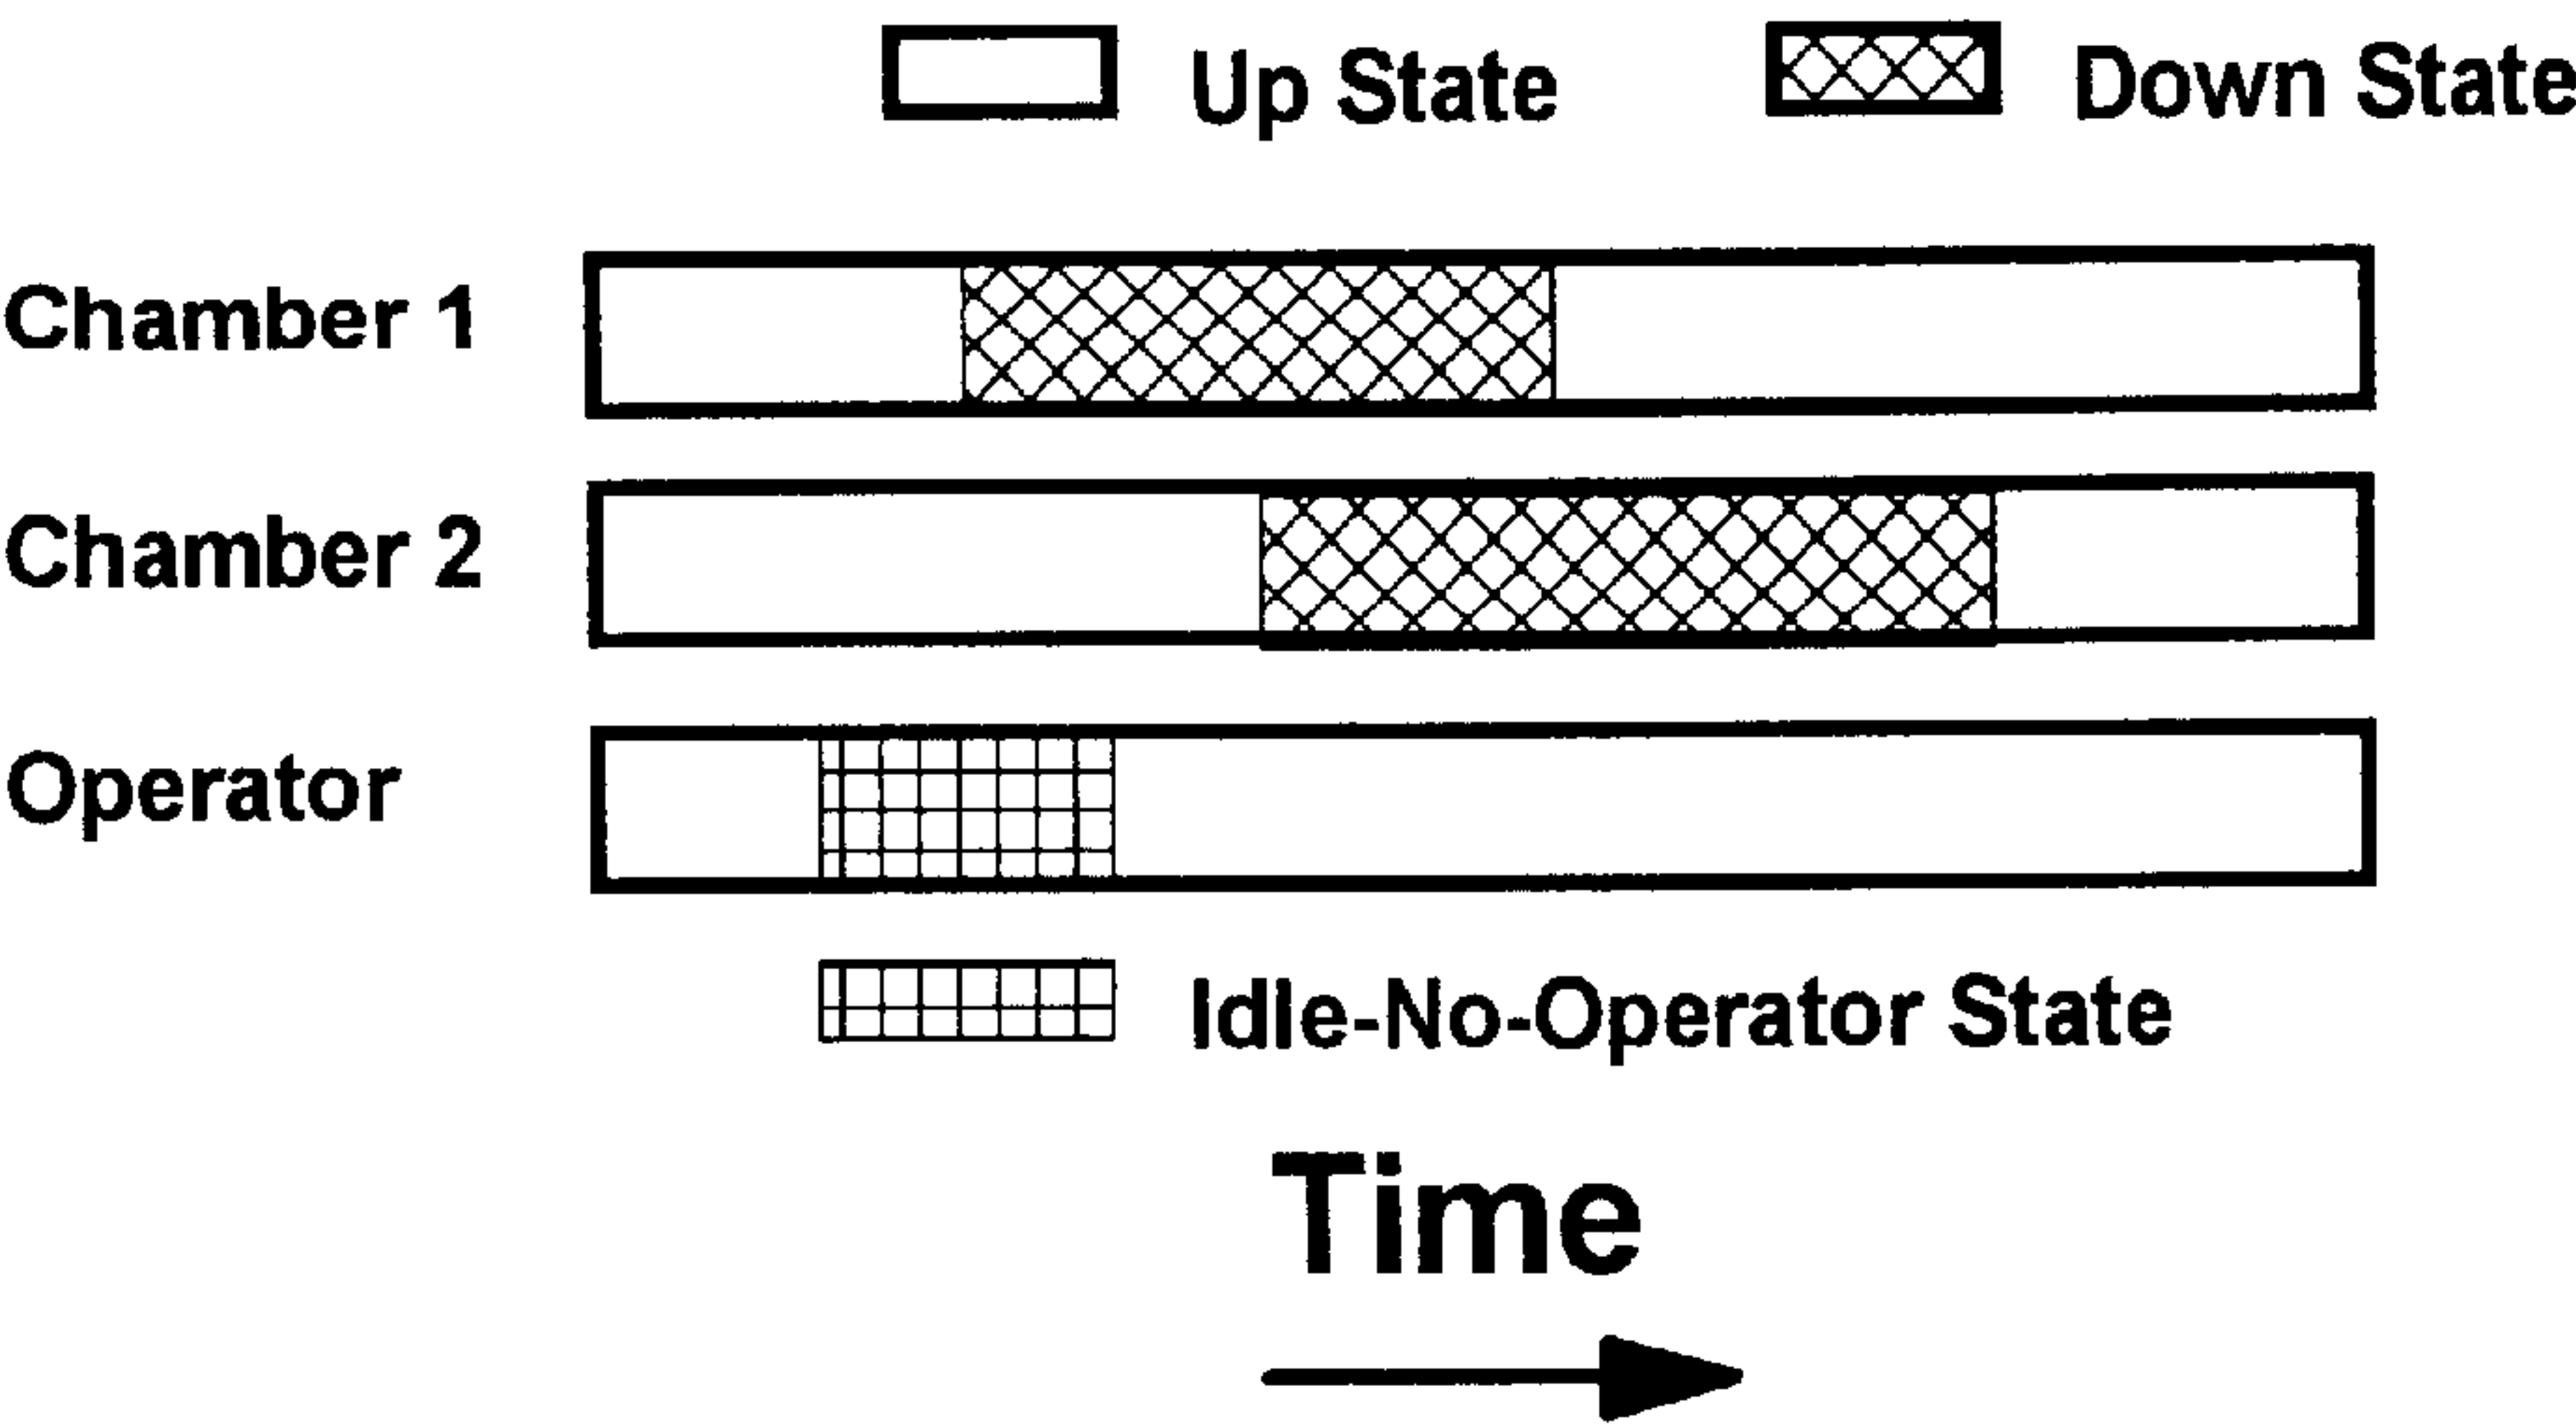 Up State
Down State
Chamber 1
Chamber 2
Operator
Idle-No-Operator State
Time